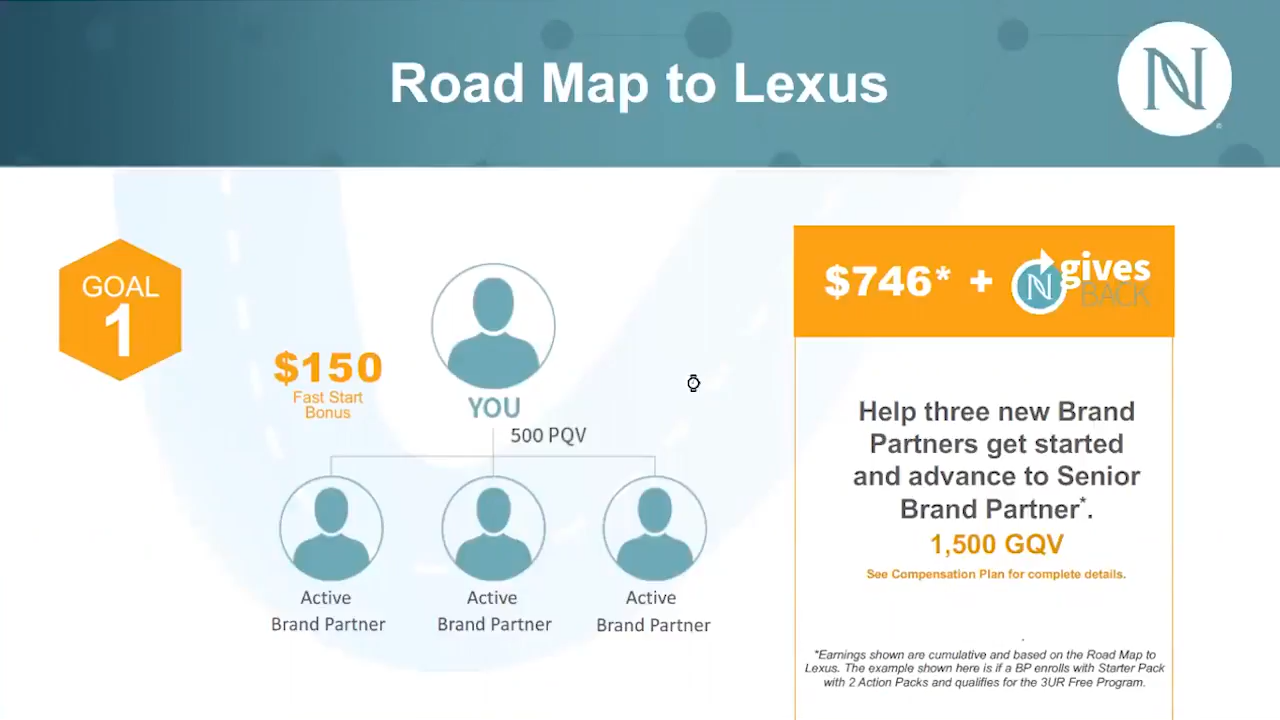 Road Map to Lexus
N
GOAL
1
$150
Fast Start
Bonus
YOU
500 PQV
Active
Brand Partner
Active
Brand Partner
Active
Brand Partner
$746* + N gives
BACK
Help three new Brand
Partners get started
and advance to Senior
Brand Partner*.
1,500 GQV
See Compensation Plan for complete details.
*Earnings shown are cumulative and based on the Road Map to
Lexus. The example shown here is if a BP enrolls with Starter Pack
with 2 Action Packs and qualifies for the 3UR Free Program.